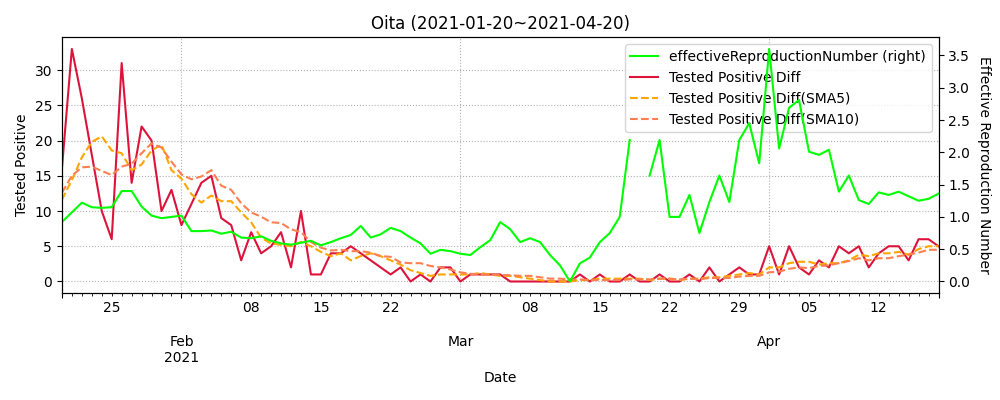 Oita (2021-01-20~2021-04-20)
effectiveReproductionNumber (right)
Tested Positive Diff
Tested Positive Diff(SMA5)
Tested Positive Diff(SMA10)
Tested Positive
30
25
20
15
10
5
0
Effective Reproduction Number
3.5
3.0
2.5
2.0
1.5
1.0
0.5
0.0
25 08 15 22 08 15 22 29 05 12
Feb Mar Apr
2021
Date